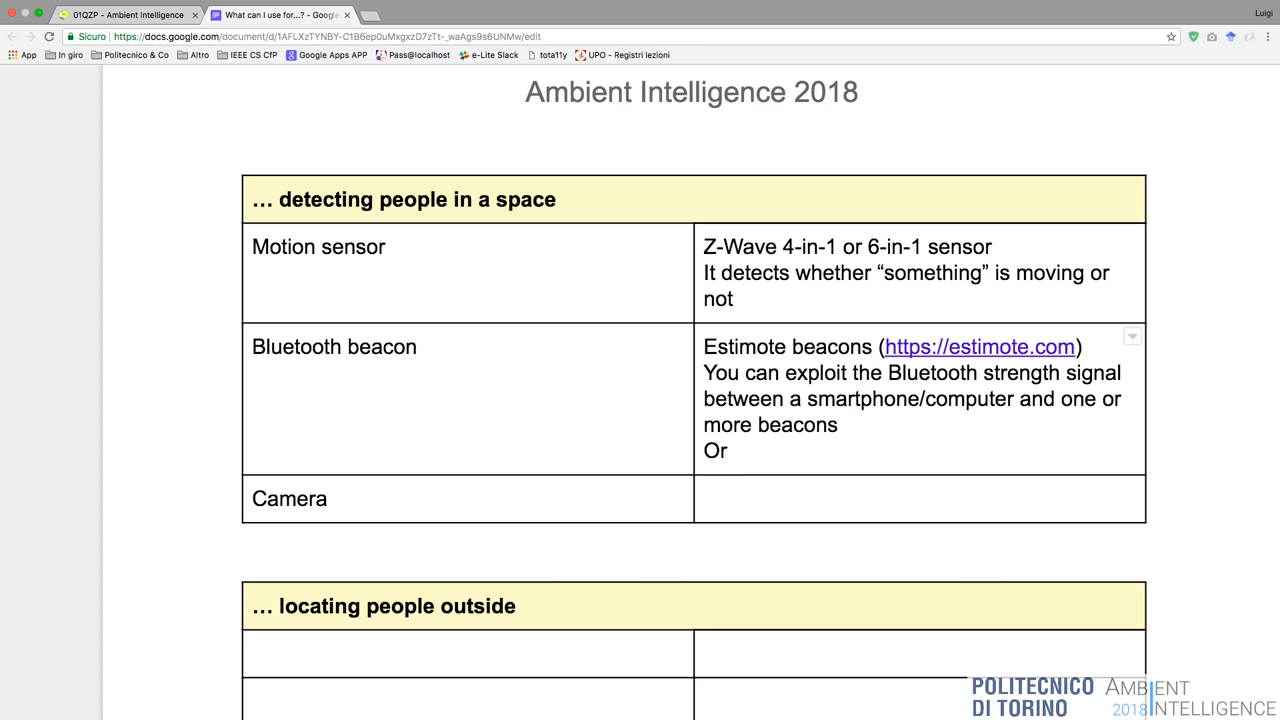 01QZP - Ambient Intelligence
What can I use for...? - Google
Luigi
Sicuro
https://docs.google.com/document/d/1AFLXzTYNBY-C1B6ep0uMxgxzD7zTt-_waAgs9s6UNMw/edit
App
In giro
Politecnico & Co
Altro
IEEE CS CfP
Google Apps APP
Pass@localhost
e-Lite Slack
tota11y
UPO - Registri lezioni
Ambient Intelligence 2018
… detecting people in a space
Motion sensor
Z-Wave 4-in-1 or 6-in-1 sensor
It detects whether “something” is moving or
not
Bluetooth beacon
Estimote beacons (https://estimote.com)
You can exploit the Bluetooth strength signal
between a smartphone/computer and one or
more beacons
Or
Camera
… locating people outside
POLITECNICO
DI TORINO
AMBIENT
2018 INTELLIGENCE